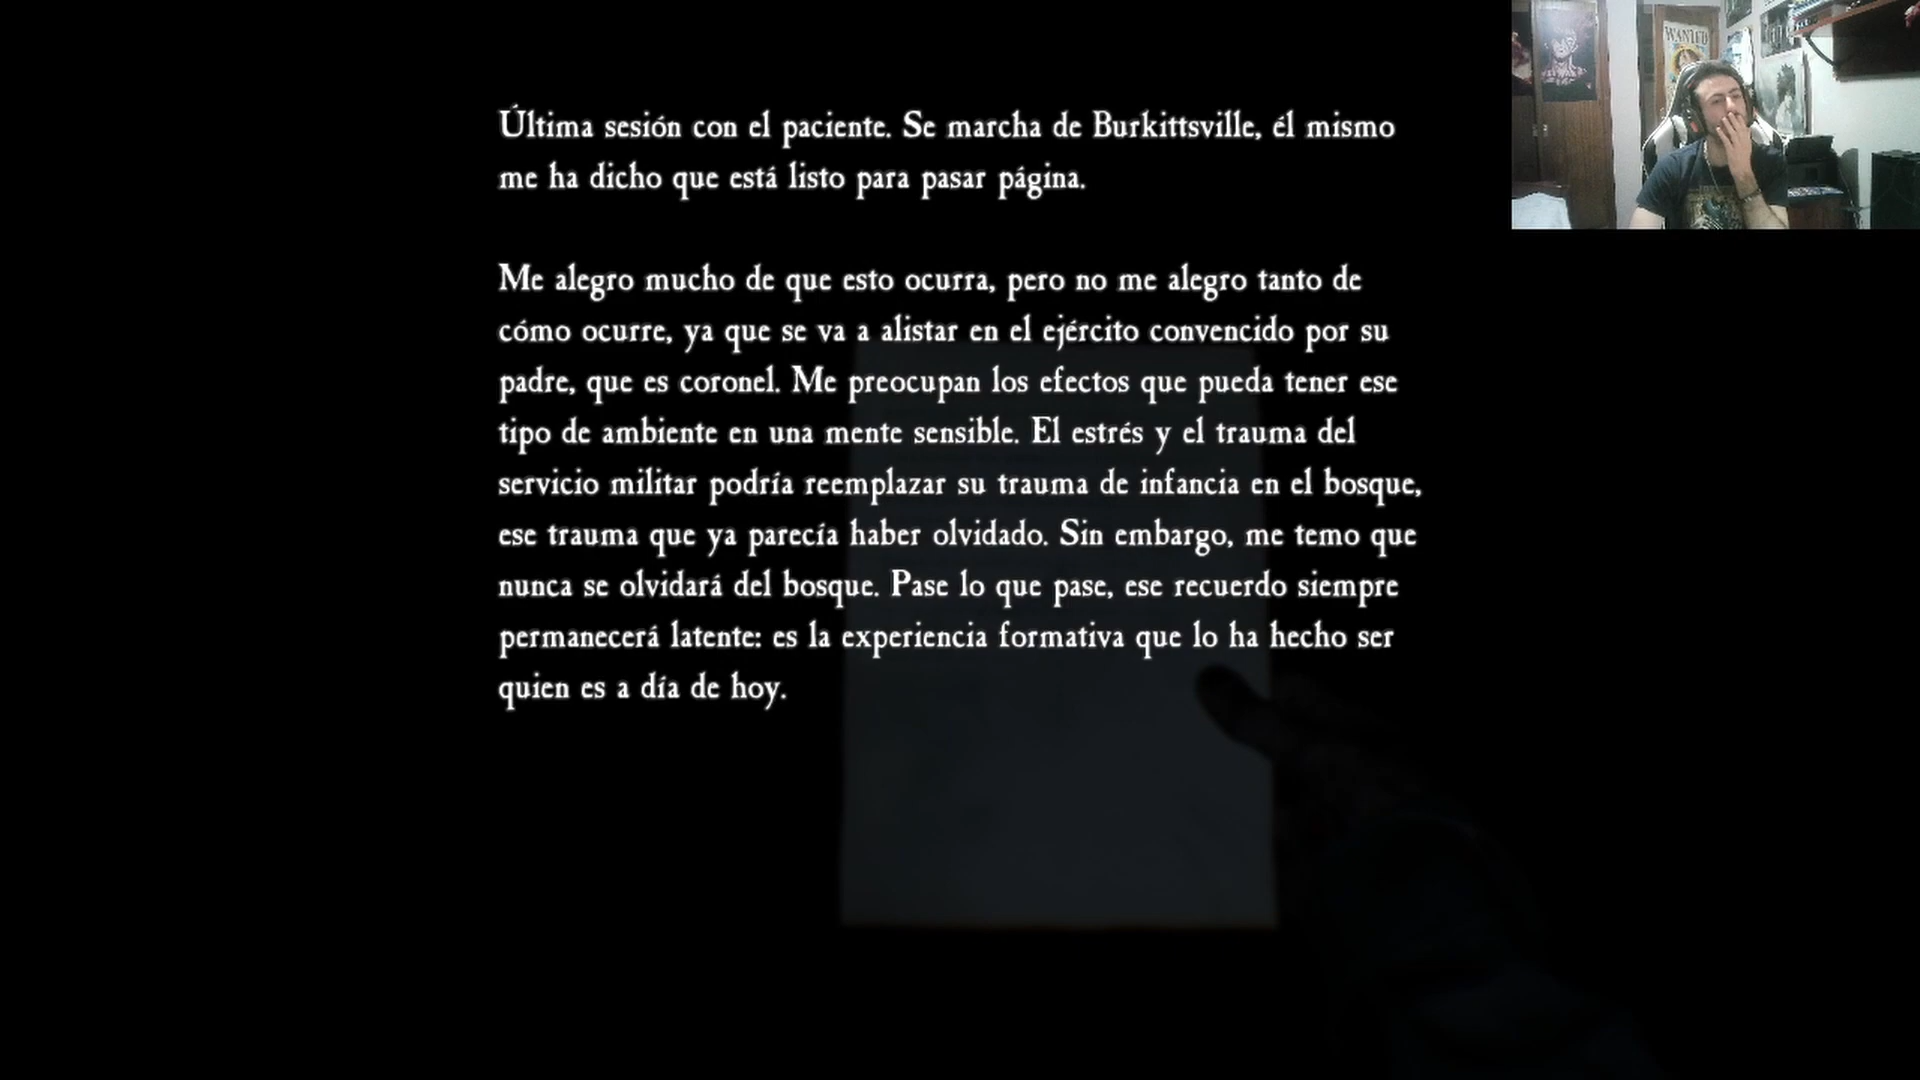 Última sesión con el paciente. Se marcha de Burkittsville, él mismo
me ha dicho que está listo para pasar página.
Me alegro mucho de que esto ocurra, pero no me alegro tanto de
cómo ocurre, ya que se va a alistar en el ejército convencido por su
padre, que es coronel. Me preocupan los efectos que pueda tener ese
tipo de ambiente en una mente sensible. El estrés y el trauma del
servicio militar podría reemplazar su trauma de infancia en el bosque,
ese trauma que ya parecía haber olvidado. Sin embargo, me temo que
nunca se olvidará del bosque. Pase lo que pase, ese recuerdo siempre
permanecerá latente: es la experiencia formativa que lo ha hecho ser
quien es a día de hoy.
WANTED